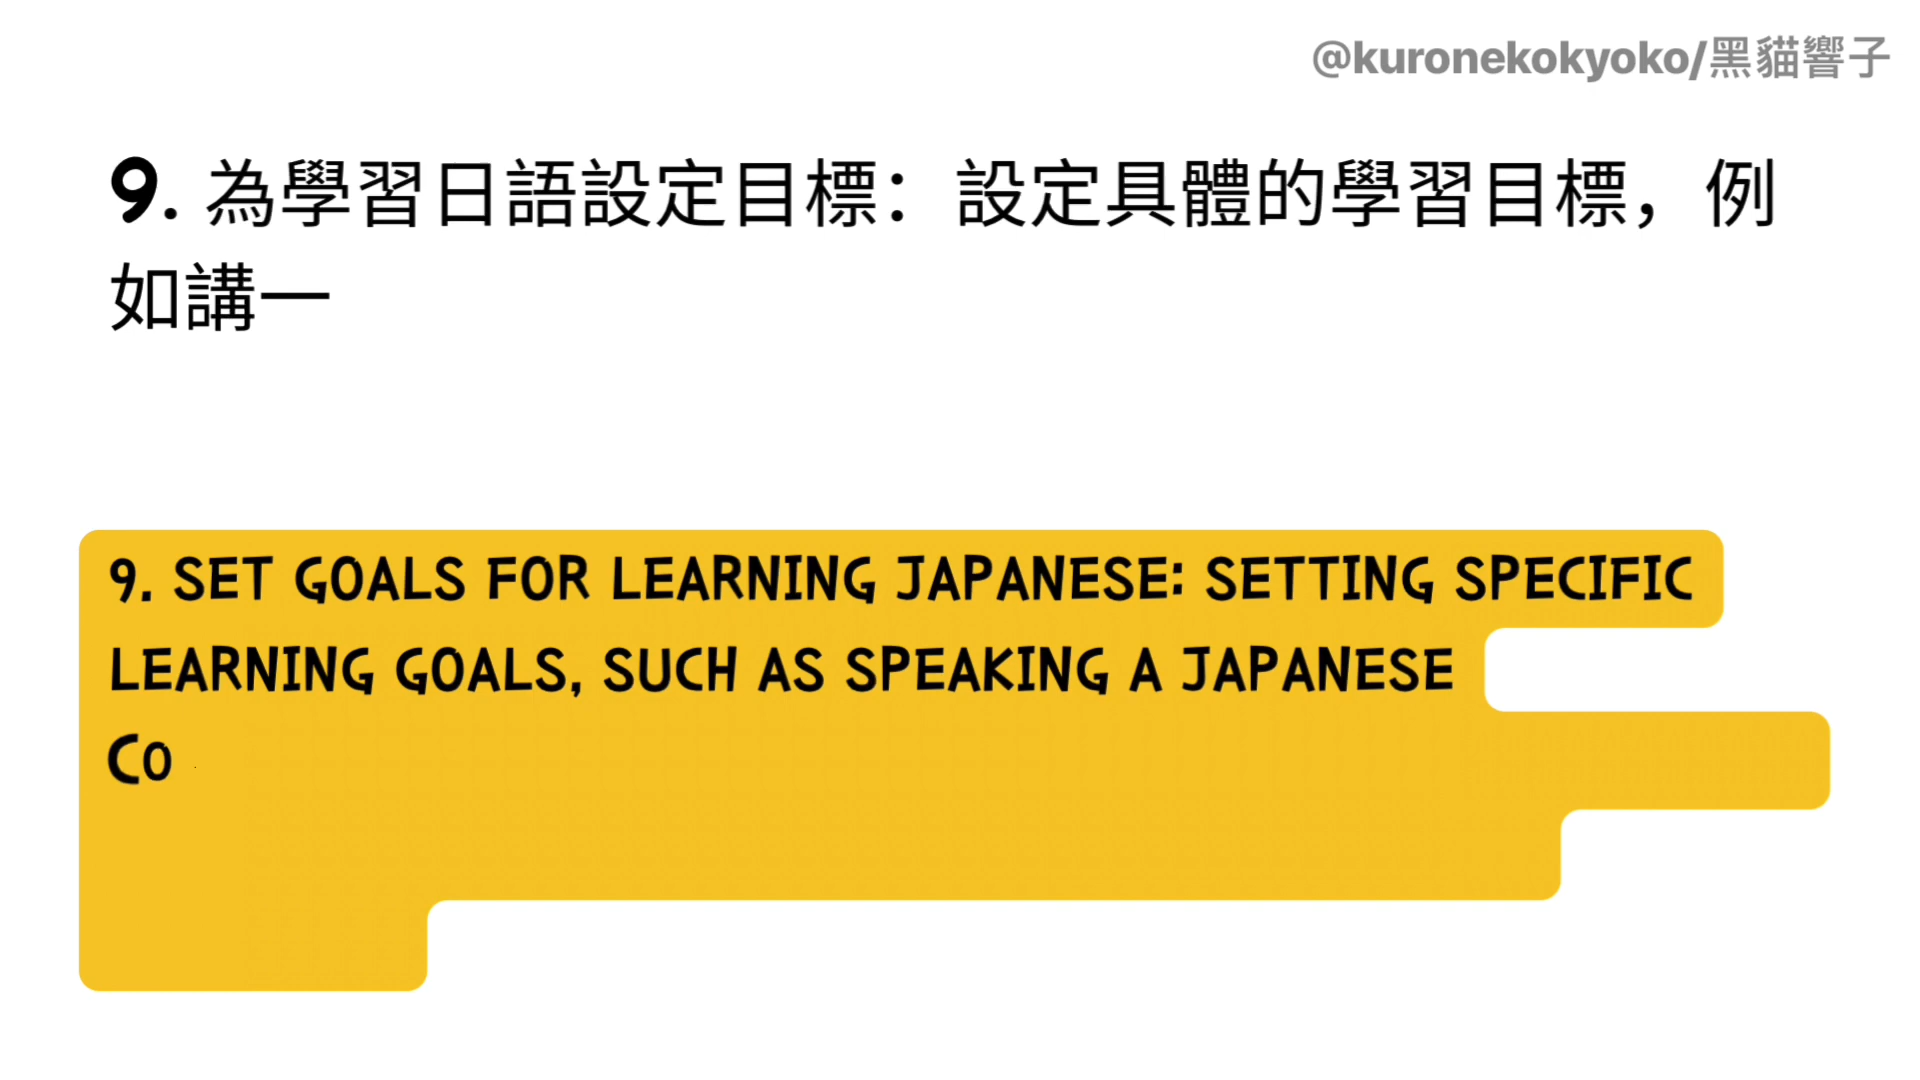 @kuronekokyoko/黑貓響子
9. 為學習日語設定目標：設定具體的學習目標，例
如講一
9. SET GOALS FOR LEARNING JAPANESE: SETTING SPECIFIC
LEARNING GOALS, SUCH AS SPEAKING A JAPANESE
CO